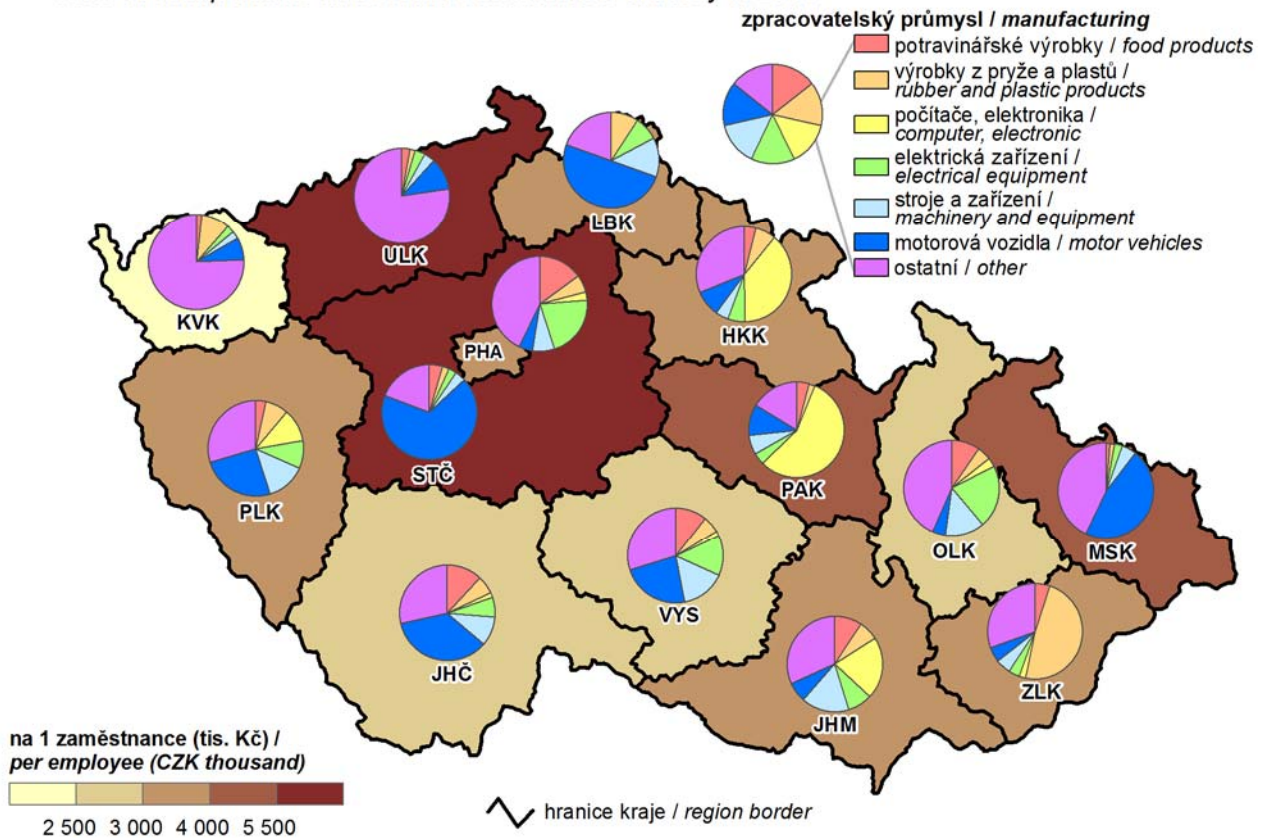 zpracovatelský průmysl / manufacturing
potravinářské výrobky / food products
výrobky z pryže a plastů /
rubber and plastic products
počítače, elektronika /
computer, electronic
elektrická zařízení /
electrical equipment
stroje a zařízení /
machinery and equipment
motorová vozidla / motor vehicles
ostatní / other
LBK
ULK
KVK
HKK
PHA
STČ
PAK
PLK
OLK
MSK
VYS
JHČ
ZLK
JHM
na 1 zaměstnance (tis. Kč) /
per employee (CZK thousand)
2 500 3 000 4 000 5 500
hranice kraje / region border